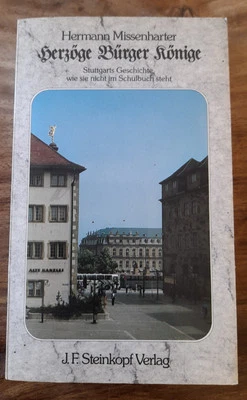 Hermann Missenharter
Herzöge Bürger Könige
Stuttgarts Geschichte,
wie sie nicht im Schulbuch steht
J. F. Steinkopf Verlag